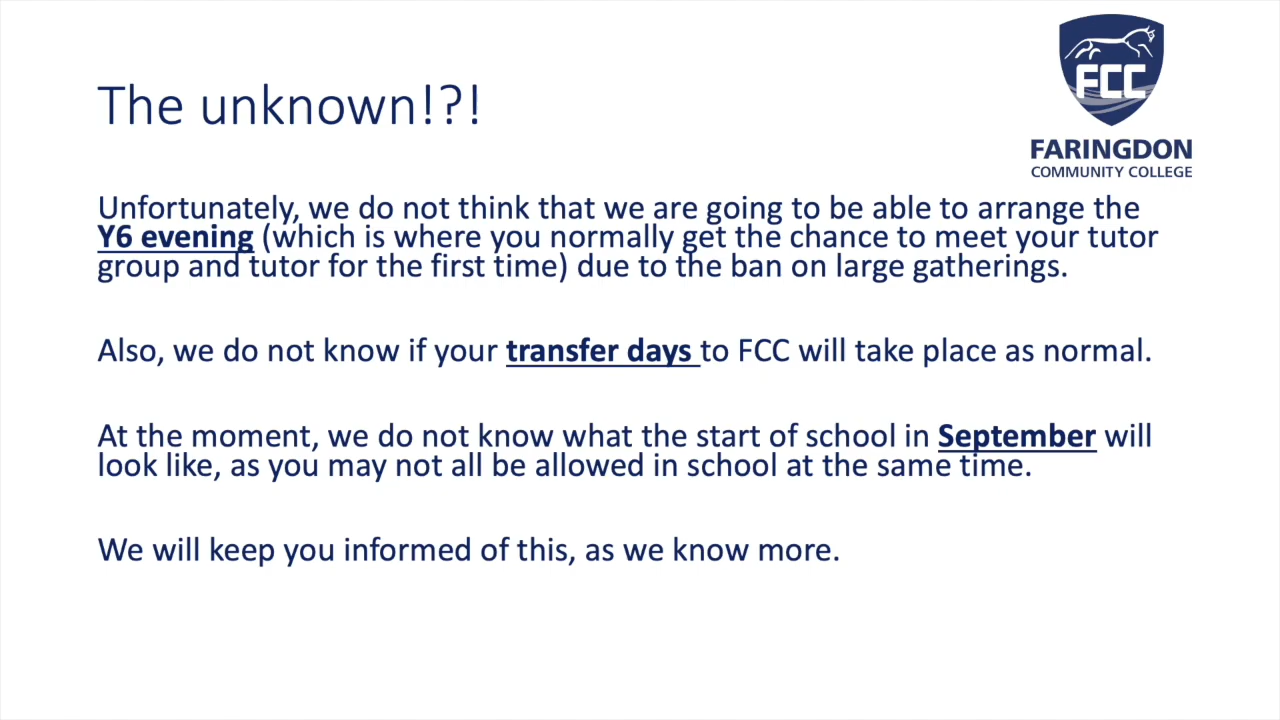 The unknown!?!
FCC
FARINGDON
COMMUNITY COLLEGE
Unfortunately, we do not think that we are going to be able to arrange the
Y6 evening (which is where you normally get the chance to meet your tutor
group and tutor for the first time) due to the ban on large gatherings.
Also, we do not know if your transfer days to FCC will take place as normal.
At the moment, we do not know what the start of school in September will
look like, as you may not all be allowed in school at the same time.
We will keep you informed of this, as we know more.